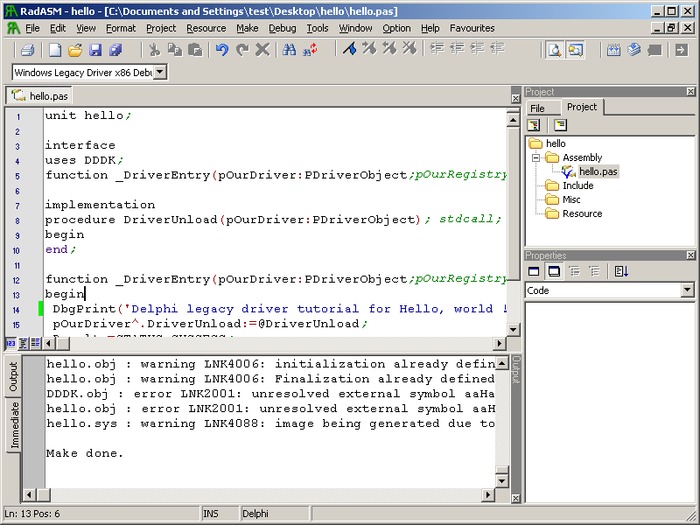 RadASM - hello - [C:\Documents and Settings\test\Desktop\hello\hello.pas]
File Edit View Format Project Resource Make Debug Tools Window Option Help Favourites
Windows Legacy Driver x86 Debu
hello.pas
1 unit hello;
2
3 interface
4 uses DDDK;
5 function _DriverEntry(pOurDriver:PDriverObject;pOurRegistry
6
7 implementation
8 procedure DriverUnload(pOurDriver:PDriverObject); stdcall;
9 begin
10 end;
11
12 function _DriverEntry(pOurDriver:PDriverObject;pOurRegistry
13 begin
14 DbgPrint('Delphi legacy driver tutorial for Hello, world !
15 pOurDriver^.DriverUnload:=@DriverUnload;
Project
File Project
hello
Assembly
hello.pas
Include
Misc
Resource
Properties
Code
Output
Immediate
hello.obj : warning LNK4006: initialization already defin
hello.obj : warning LNK4006: Finalization already defined
DDDK.obj : error LNK2001: unresolved external symbol aaHa
hello.obj : error LNK2001: unresolved external symbol aaH
hello.sys : warning LNK4088: image being generated due to
Make done.
Output
Ln: 13 Pos: 6 INS Delphi